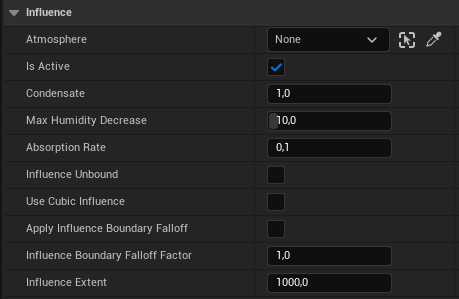 Influence
Atmosphere None
Is Active
Condensate 1,0
Max Humidity Decrease 10,0
Absorption Rate 0,1
Influence Unbound
Use Cubic Influence
Apply Influence Boundary Falloff
Influence Boundary Falloff Factor 1,0
Influence Extent 1000,0